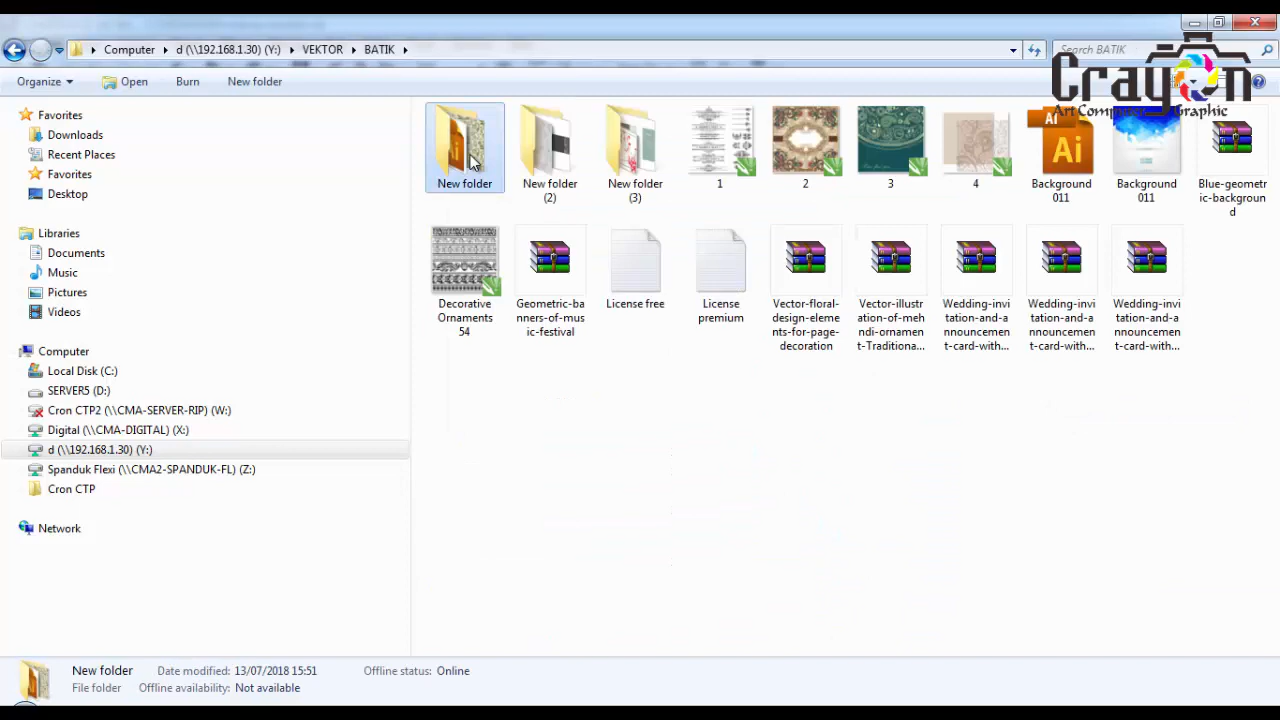 Computer d (\\192.168.1.30) (Y:) VEKTOR BATIK
Search BATIK
Crayon
Art Company Graphic
Organize Open Burn New folder
Favorites
Downloads
Recent Places
Favorites
Desktop
Libraries
Documents
Music
Pictures
Videos
Computer
Local Disk (C:)
SERVER5 (D:)
Cron CTP2 (\\CMA-SERVER-RIP) (W:)
Digital (\\CMA-DIGITAL) (X:)
d (\\192.168.1.30) (Y:)
Spanduk Flexi (\\CMA2-SPANDUK-FL) (Z:)
Cron CTP
Network
New folder
New folder
(2)
New folder
(3)
1
2
3
4
Ai
Ai
Background
011
Background
011
Blue-geometr
ic-backgroun
d
Decorative
Ornaments
54
Geometric-ba
nners-of-mus
ic-festival
License free
License
premium
Vector-floral-
design-eleme
nts-for-page-
decoration
Vector-illustr
ation-of-meh
ndi-ornamen
t-Traditiona...
Wedding-invi
tation-and-a
nnouncemen
t-card-with...
Wedding-invi
tation-and-a
nnouncemen
t-card-with...
Wedding-invi
tation-and-a
nnouncemen
t-card-with...
New folder Date modified: 13/07/2018 15:51 Offline status: Online
File folder Offline availability: Not available